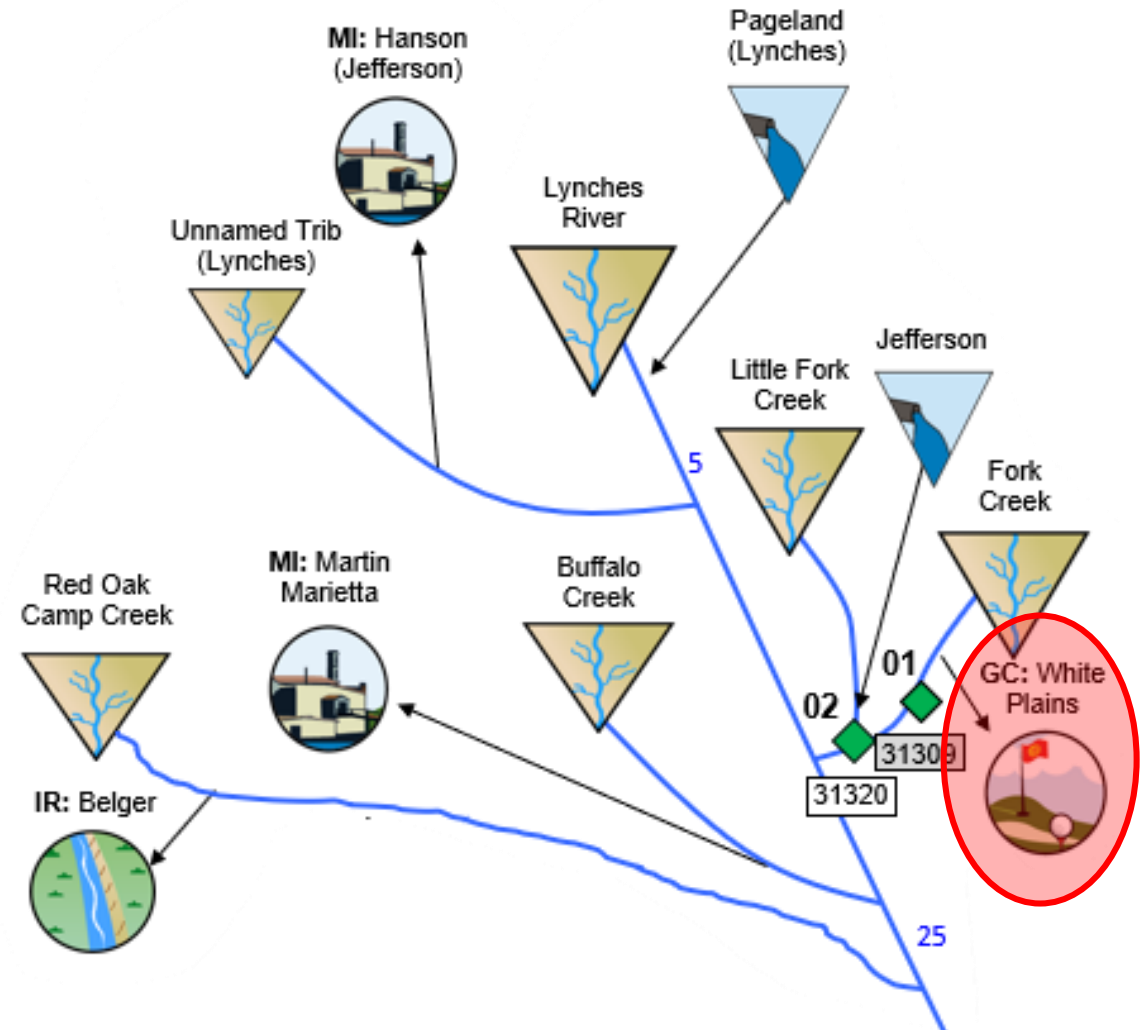 Pageland
(Lynches)
MI: Hanson
(Jefferson)
Lynches
River
Unnamed Trib
(Lynches)
Jefferson
Little Fork
Creek
5
Fork
Creek
MI: Martin
Marietta
Buffalo
Creek
Red Oak
Camp Creek
01
GC: White
Plains
02
31309
31320
IR: Belger
25